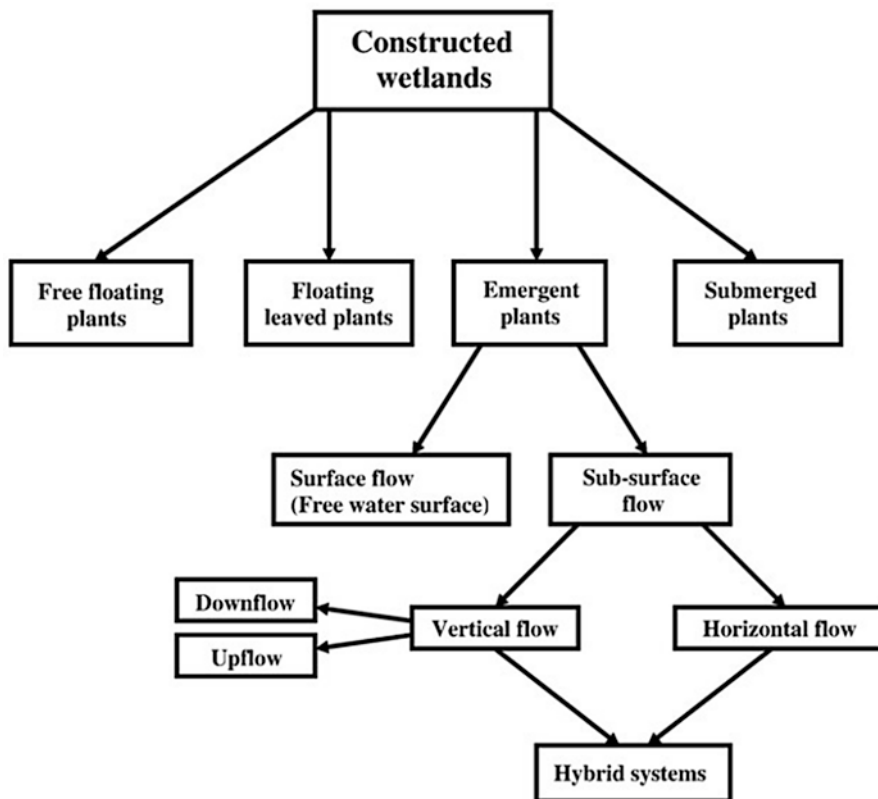 Constructed
wetlands
Free floating
plants
Floating
leaved plants
Emergent
plants
Submerged
plants
Surface flow
(Free water surface)
Sub-surface
flow
Downflow
Upflow
Vertical flow
Horizontal flow
Hybrid systems